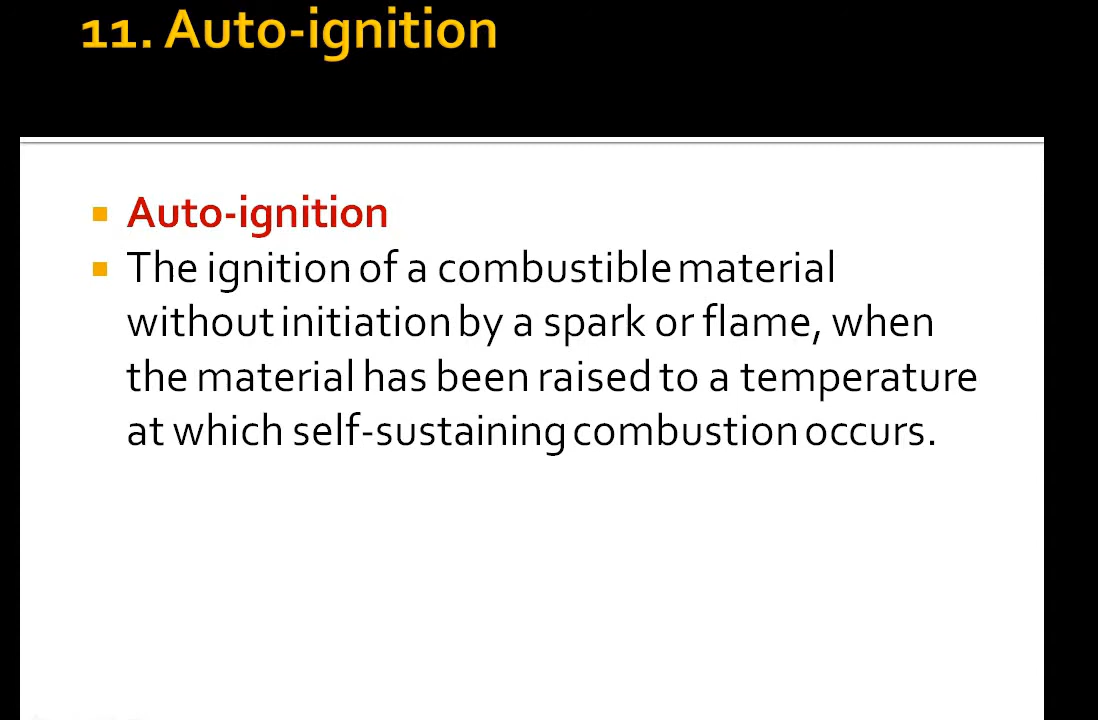 11. Auto-ignition
Auto-ignition
The ignition of a combustible material
without initiation by a spark or flame, when
the material has been raised to a temperature
at which self-sustaining combustion occurs.